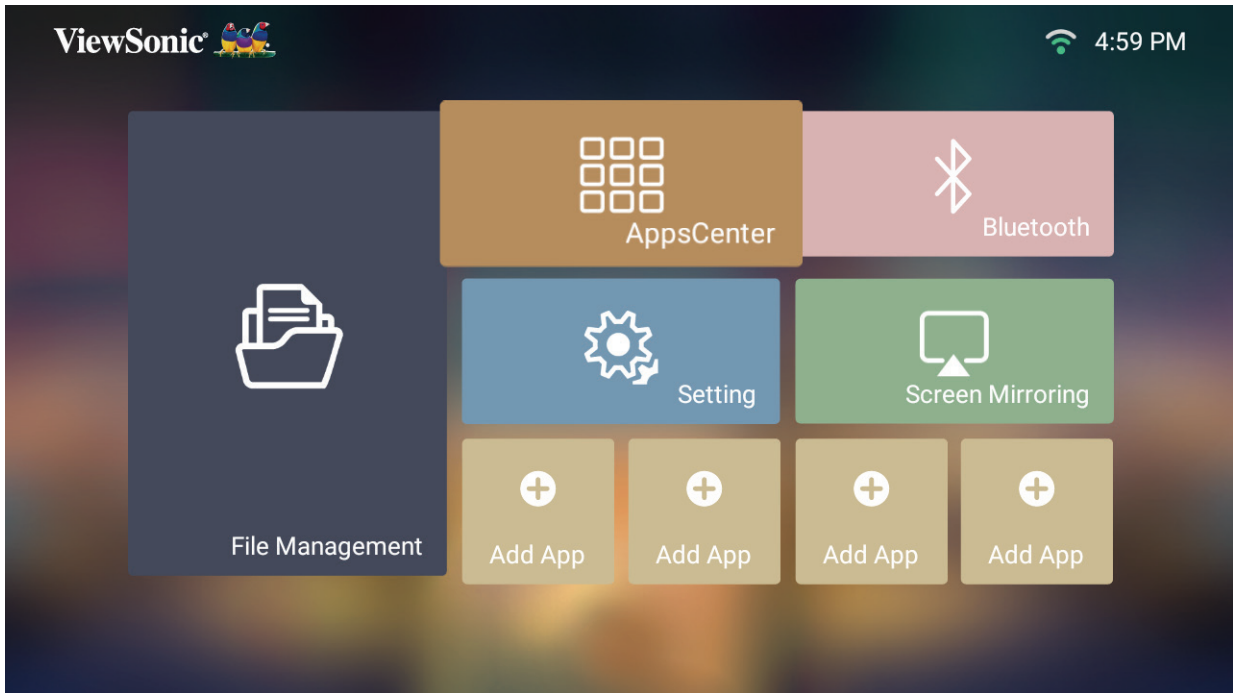 ViewSonic®
4:59 PM
AppsCenter
Bluetooth
Setting
Screen Mirroring
File Management
Add App
Add App
Add App
Add App